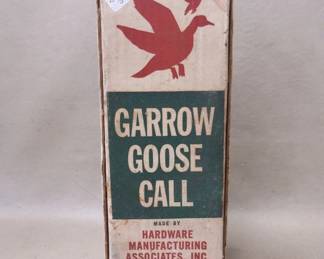 GARROW
GOOSE
CALL
MADE BY
HARDWARE
MANUFACTURING
ASSOCIATES, INC